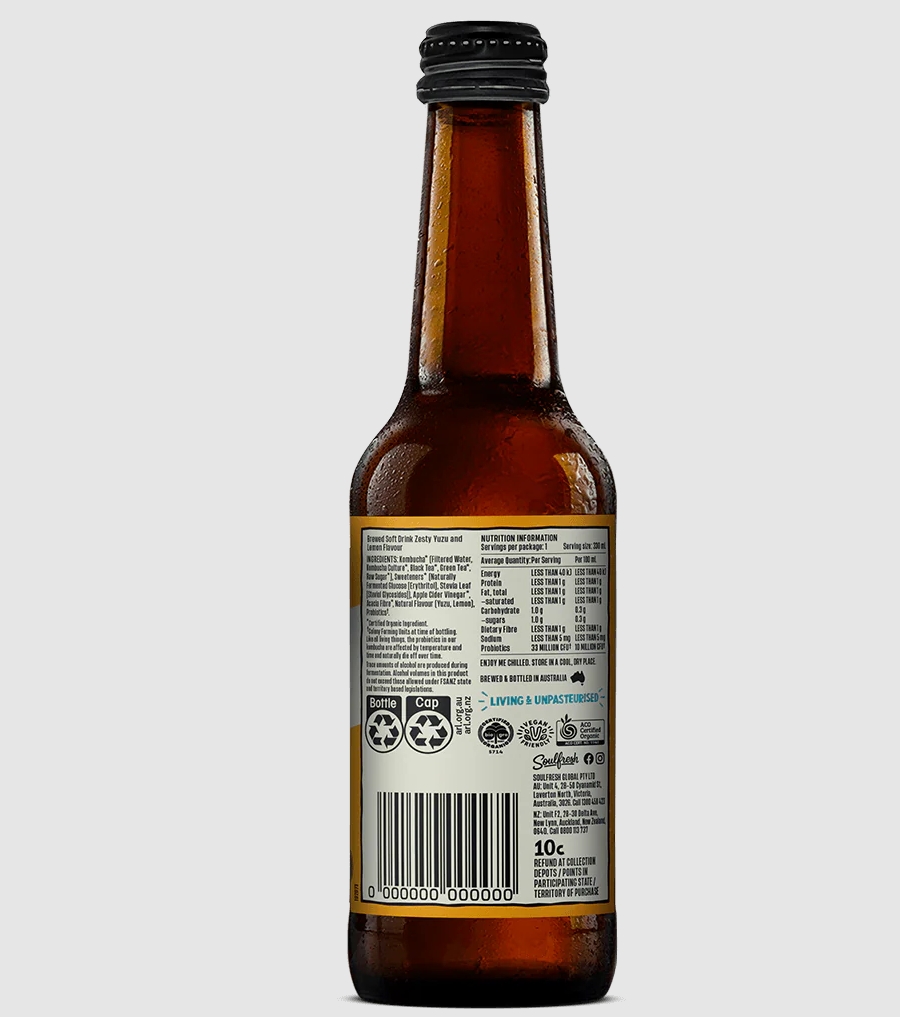 Brewed Soft Drink Zesty Yuzu and
Lemon Flavour
INGREDIENTS: Kombucha* (Filtered Water,
Kombucha Culture*, Black Tea*, Green Tea*,
Raw Sugar*), Sweeteners* (Naturally
Fermented Glucose [Erythritol], Stevia Leaf
[Steviol Glycosides]), Apple Cider Vinegar*,
Acacia Fibre*, Natural Flavour (Yuzu, Lemon),
Probiotics†.
*Certified Organic Ingredient.
†Colony Forming Units at time of bottling.
Like all living things, the probiotics in our
kombucha are affected by temperature and
time and naturally die off over time.
Trace amounts of alcohol are produced during
fermentation. Alcohol volumes in this product
do not exceed those allowed under FSANZ state
and territory based legislations.
Bottle
Cap
arl.org.au
arl.org.nz
NUTRITION INFORMATION
Servings per package: 1 Serving size: 330 mL
Average Quantity: Per Serving Per 100 mL
Energy LESS THAN 40 kJ LESS THAN 40 kJ
Protein LESS THAN 1 g LESS THAN 1 g
Fat, total LESS THAN 1 g LESS THAN 1 g
–saturated LESS THAN 1 g LESS THAN 1 g
Carbohydrate 1.0 g 0.3 g
–sugars 1.0 g 0.3 g
Dietary Fibre LESS THAN 1 g LESS THAN 1 g
Sodium LESS THAN 5 mg LESS THAN 5 mg
Probiotics 33 MILLION CFU† 10 MILLION CFU†
ENJOY ME CHILLED. STORE IN A COOL, DRY PLACE.
BREWED & BOTTLED IN AUSTRALIA
LIVING & UNPASTEURISED
CERTIFIED
ORGANIC
5714
VEGAN
FRIENDLY
ACO
Certified
Organic
Soulfresh
SOULFRESH GLOBAL PTY LTD
AU: Unit 4, 28-50 Cyanamid St,
Laverton North, Victoria,
Australia, 3026. Call 1300
NZ: Unit F2, 28-30 Delta Ave,
New Lynn, Auckland, New Zealand,
0640. Call 0800 113 737
10c
REFUND AT COLLECTION
DEPOTS / POINTS IN
PARTICIPATING STATE /
TERRITORY OF PURCHASE
0 000000 000000